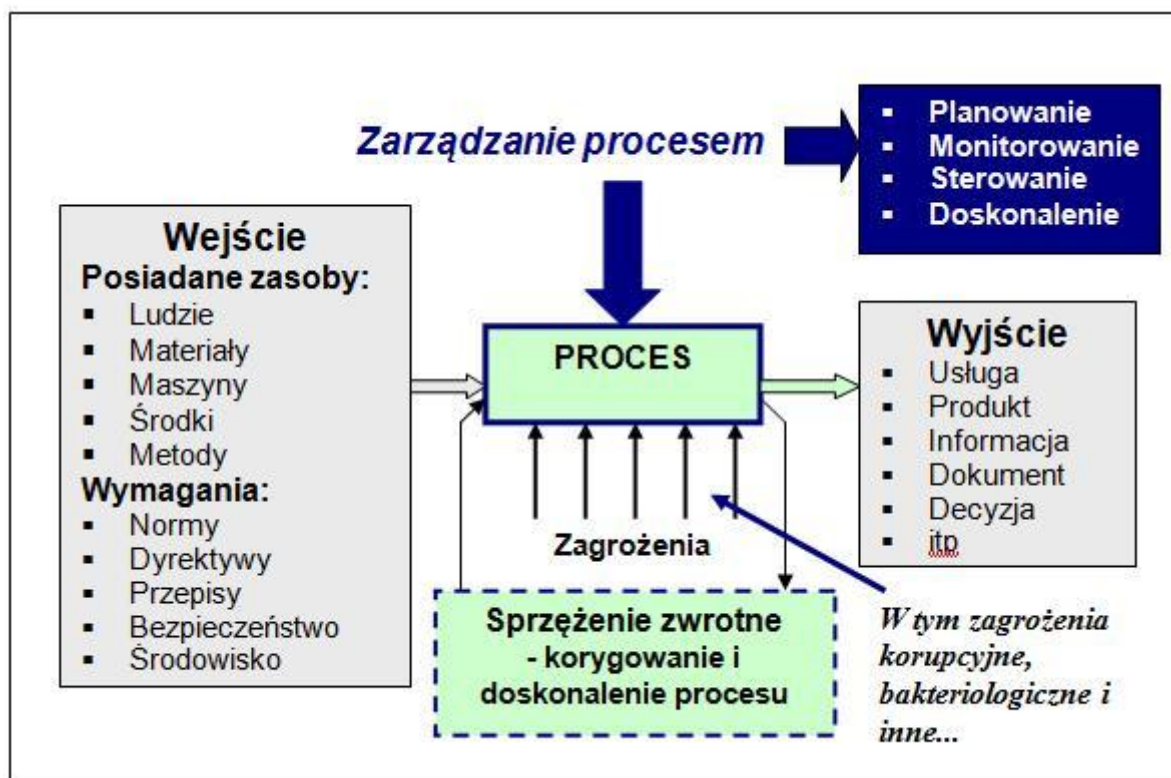 Zarządzanie procesem
▪ Planowanie
▪ Monitorowanie
▪ Sterowanie
▪ Doskonalenie
Wejście
Posiadane zasoby:
▪ Ludzie
▪ Materiały
▪ Maszyny
▪ Środki
▪ Metody
Wymagania:
▪ Normy
▪ Dyrektywy
▪ Przepisy
▪ Bezpieczeństwo
▪ Środowisko
PROCES
Wyjście
▪ Usługa
▪ Produkt
▪ Informacja
▪ Dokument
▪ Decyzja
▪ itp
Zagrożenia
Sprzężenie zwrotne
- korygowanie i
doskonalenie procesu
W tym zagrożenia
korupcyjne,
bakteriologiczne i
inne...